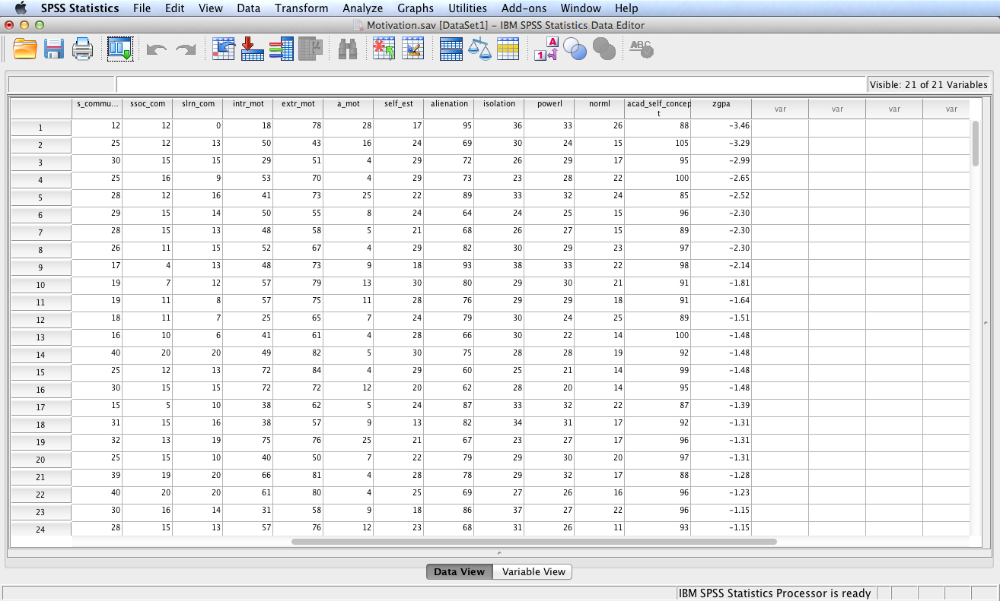 SPSS Statistics File Edit View Data Transform Analyze Graphs Utilities Add-ons Window Help
Motivation.sav [DataSet1] – IBM SPSS Statistics Data Editor
A
1
ABC
Visible: 21 of 21 Variables
s_commu... ssoc_com slrn_com intr_mot extr_mot a_mot self_est alienation isolation powerl norml acad_self_concep zgpa var var var var
t
1 12 12 0 18 78 28 17 95 36 33 26 88 -3.46
2 25 12 13 50 43 16 24 69 30 24 15 105 -3.29
3 30 15 15 29 51 4 29 72 26 29 17 95 -2.99
4 25 16 9 53 70 4 29 73 23 28 22 100 -2.65
5 28 12 16 41 73 25 22 89 33 32 24 85 -2.52
6 29 15 14 50 55 8 24 64 24 25 15 96 -2.30
7 28 15 13 48 58 5 21 68 26 27 15 89 -2.30
8 26 11 15 52 67 4 29 82 30 29 23 97 -2.30
9 17 4 13 48 73 9 18 93 38 33 22 98 -2.14
10 19 7 12 57 79 13 30 80 29 30 21 91 -1.81
11 19 11 8 57 75 11 28 76 29 29 18 91 -1.64
12 18 11 7 25 65 7 24 79 30 24 25 89 -1.51
13 16 10 6 41 61 4 28 66 30 22 14 100 -1.48
14 40 20 20 49 82 5 30 75 28 28 19 92 -1.48
15 25 12 13 72 84 4 29 60 25 21 14 99 -1.48
16 30 15 15 72 72 12 20 62 28 20 14 95 -1.48
17 15 5 10 38 62 5 24 87 33 32 22 87 -1.39
18 31 15 16 38 57 9 13 82 34 31 17 92 -1.31
19 32 13 19 75 76 25 21 67 23 27 17 96 -1.31
20 25 15 10 40 50 7 22 79 29 30 20 97 -1.31
21 39 19 20 66 81 4 28 78 29 32 17 88 -1.28
22 40 20 20 61 80 4 25 69 27 26 16 96 -1.23
23 30 16 14 31 58 9 18 86 37 27 22 96 -1.15
24 28 15 13 57 76 12 23 68 31 26 11 93 -1.15
Data View Variable View
IBM SPSS Statistics Processor is ready